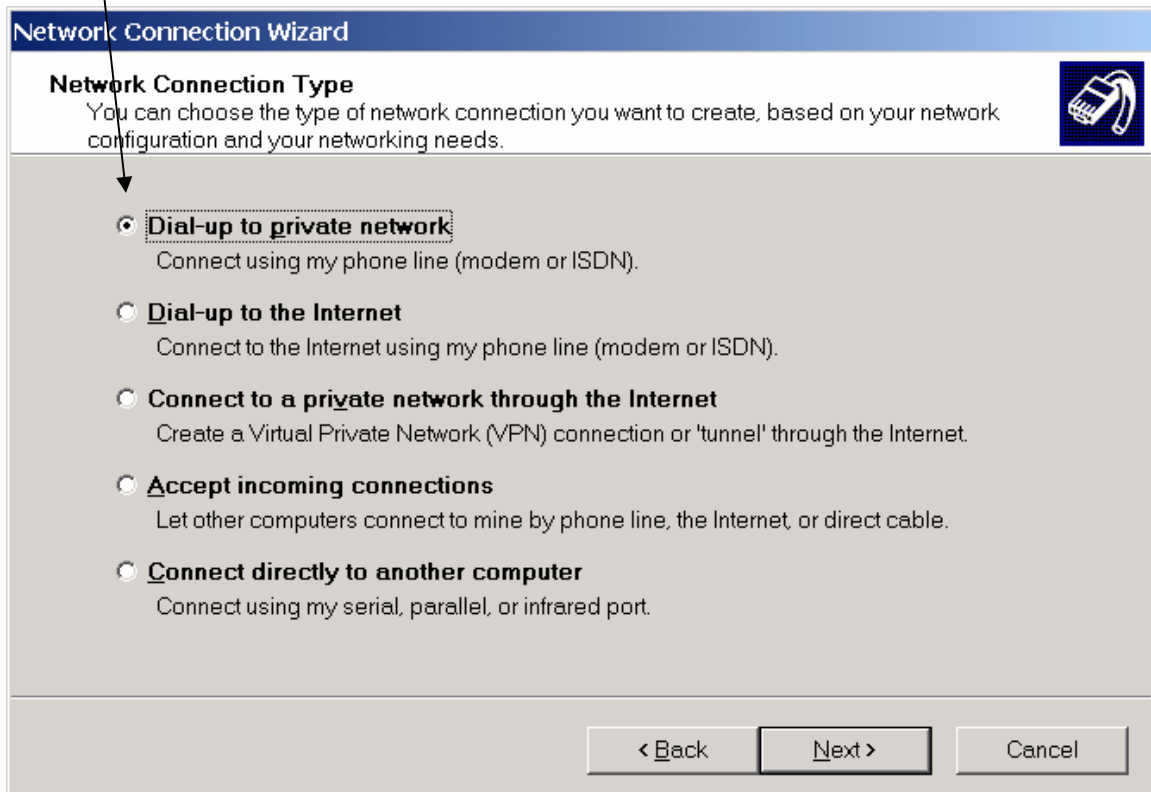 Network Connection Wizard
Network Connection Type
You can choose the type of network connection you want to create, based on your network
configuration and your networking needs.
Dial-up to private network
Connect using my phone line (modem or ISDN).
Dial-up to the Internet
Connect to the Internet using my phone line (modem or ISDN).
Connect to a private network through the Internet
Create a Virtual Private Network (VPN) connection or 'tunnel' through the Internet.
Accept incoming connections
Let other computers connect to mine by phone line, the Internet, or direct cable.
Connect directly to another computer
Connect using my serial, parallel, or infrared port.
< Back Next > Cancel